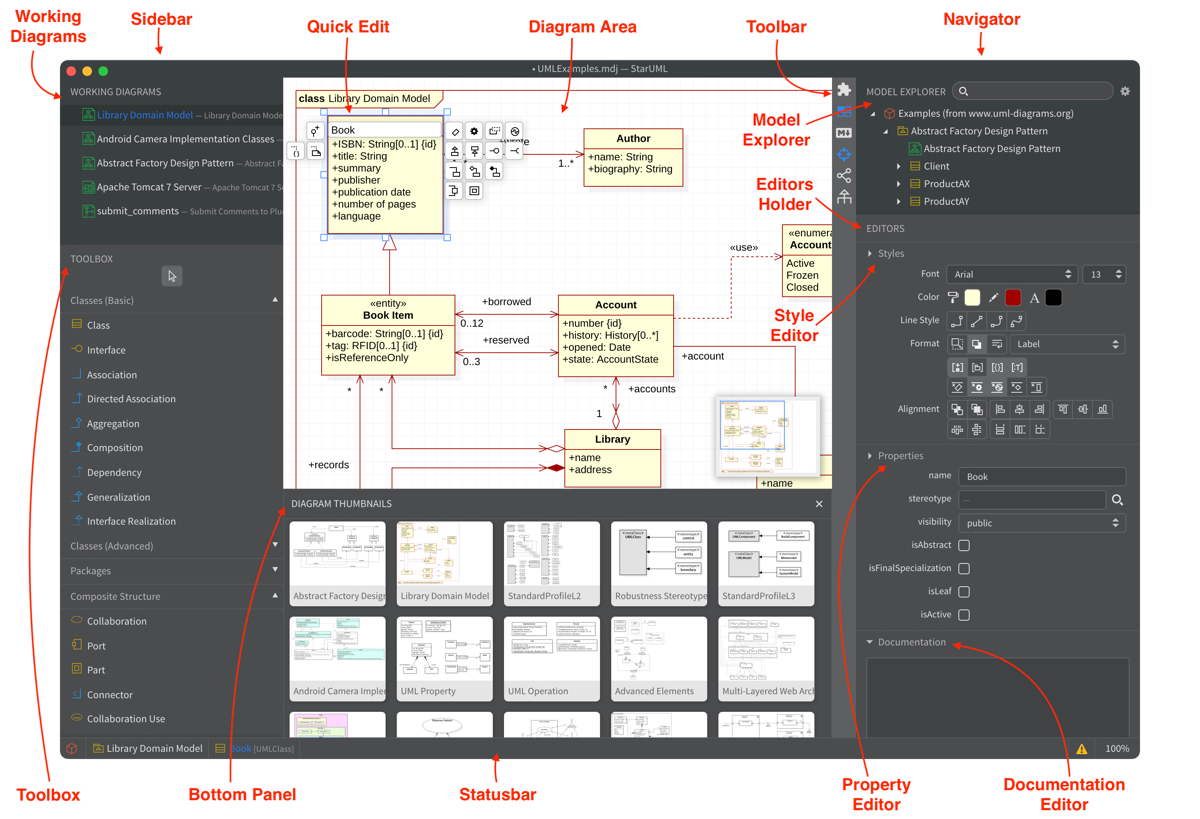 Working
Diagrams
Sidebar
Quick Edit
Diagram Area
Toolbar
Navigator
• UMLExamples.mdj — StarUML
WORKING DIAGRAMS
Library Domain Model — Library Dome
Android Camera Implementation Classes —
Abstract Factory Design Pattern — Abstract F
Apache Tomcat 7 Server — Apache Tomcat 7
submit_comments — Submit Comments to Plu
TOOLBOX
Classes (Basic)
Class
Interface
Association
Directed Association
Aggregation
Composition
Dependency
Generalization
Interface Realization
Classes (Advanced)
Packages
Composite Structure
Collaboration
Port
Part
Connector
Collaboration Use
class Library Domain Model
Book
+ISBN: String[0..1] {id}
+title: String
+summary
+publisher
+publication date
+number of pages
+language
1..*
Author
+name: String
+biography: String
«use»
«enumera
Account
Active
Frozen
Closed
«entity»
Book Item
+barcode: String[0..1] {id}
+tag: RFID[0..1] {id}
+isReferenceOnly
+borrowed
0..12
+reserved
0..3
Account
+number {id}
+history: History[0..*]
+opened: Date
+state: AccountState
+account
*
*
*
+accounts
1
Library
+name
+address
+records
+name
DIAGRAM THUMBNAILS
Abstract Factory Design
Library Domain Model
StandardProfileL2
Robustness Stereotype
StandardProfileL3
Android Camera Impler
UML Property
UML Operation
Advanced Elements
Multi-Layered Web Arch
Model
Explorer
Editors
Holder
Style
Editor
MODEL EXPLORER
Examples (from www.uml-diagrams.org)
Abstract Factory Design Pattern
Abstract Factory Design Pattern
Client
ProductAX
ProductAY
EDITORS
Styles
Font
Arial
13
Color
A
Line Style
Format
Label
Alignment
Properties
name
Book
stereotype
visibility
public
isAbstract
isFinalSpecialization
isLeaf
isActive
Documentation
Library Domain Model
Book [UMLClass]
100%
Toolbox
Bottom Panel
Statusbar
Property
Editor
Documentation
Editor